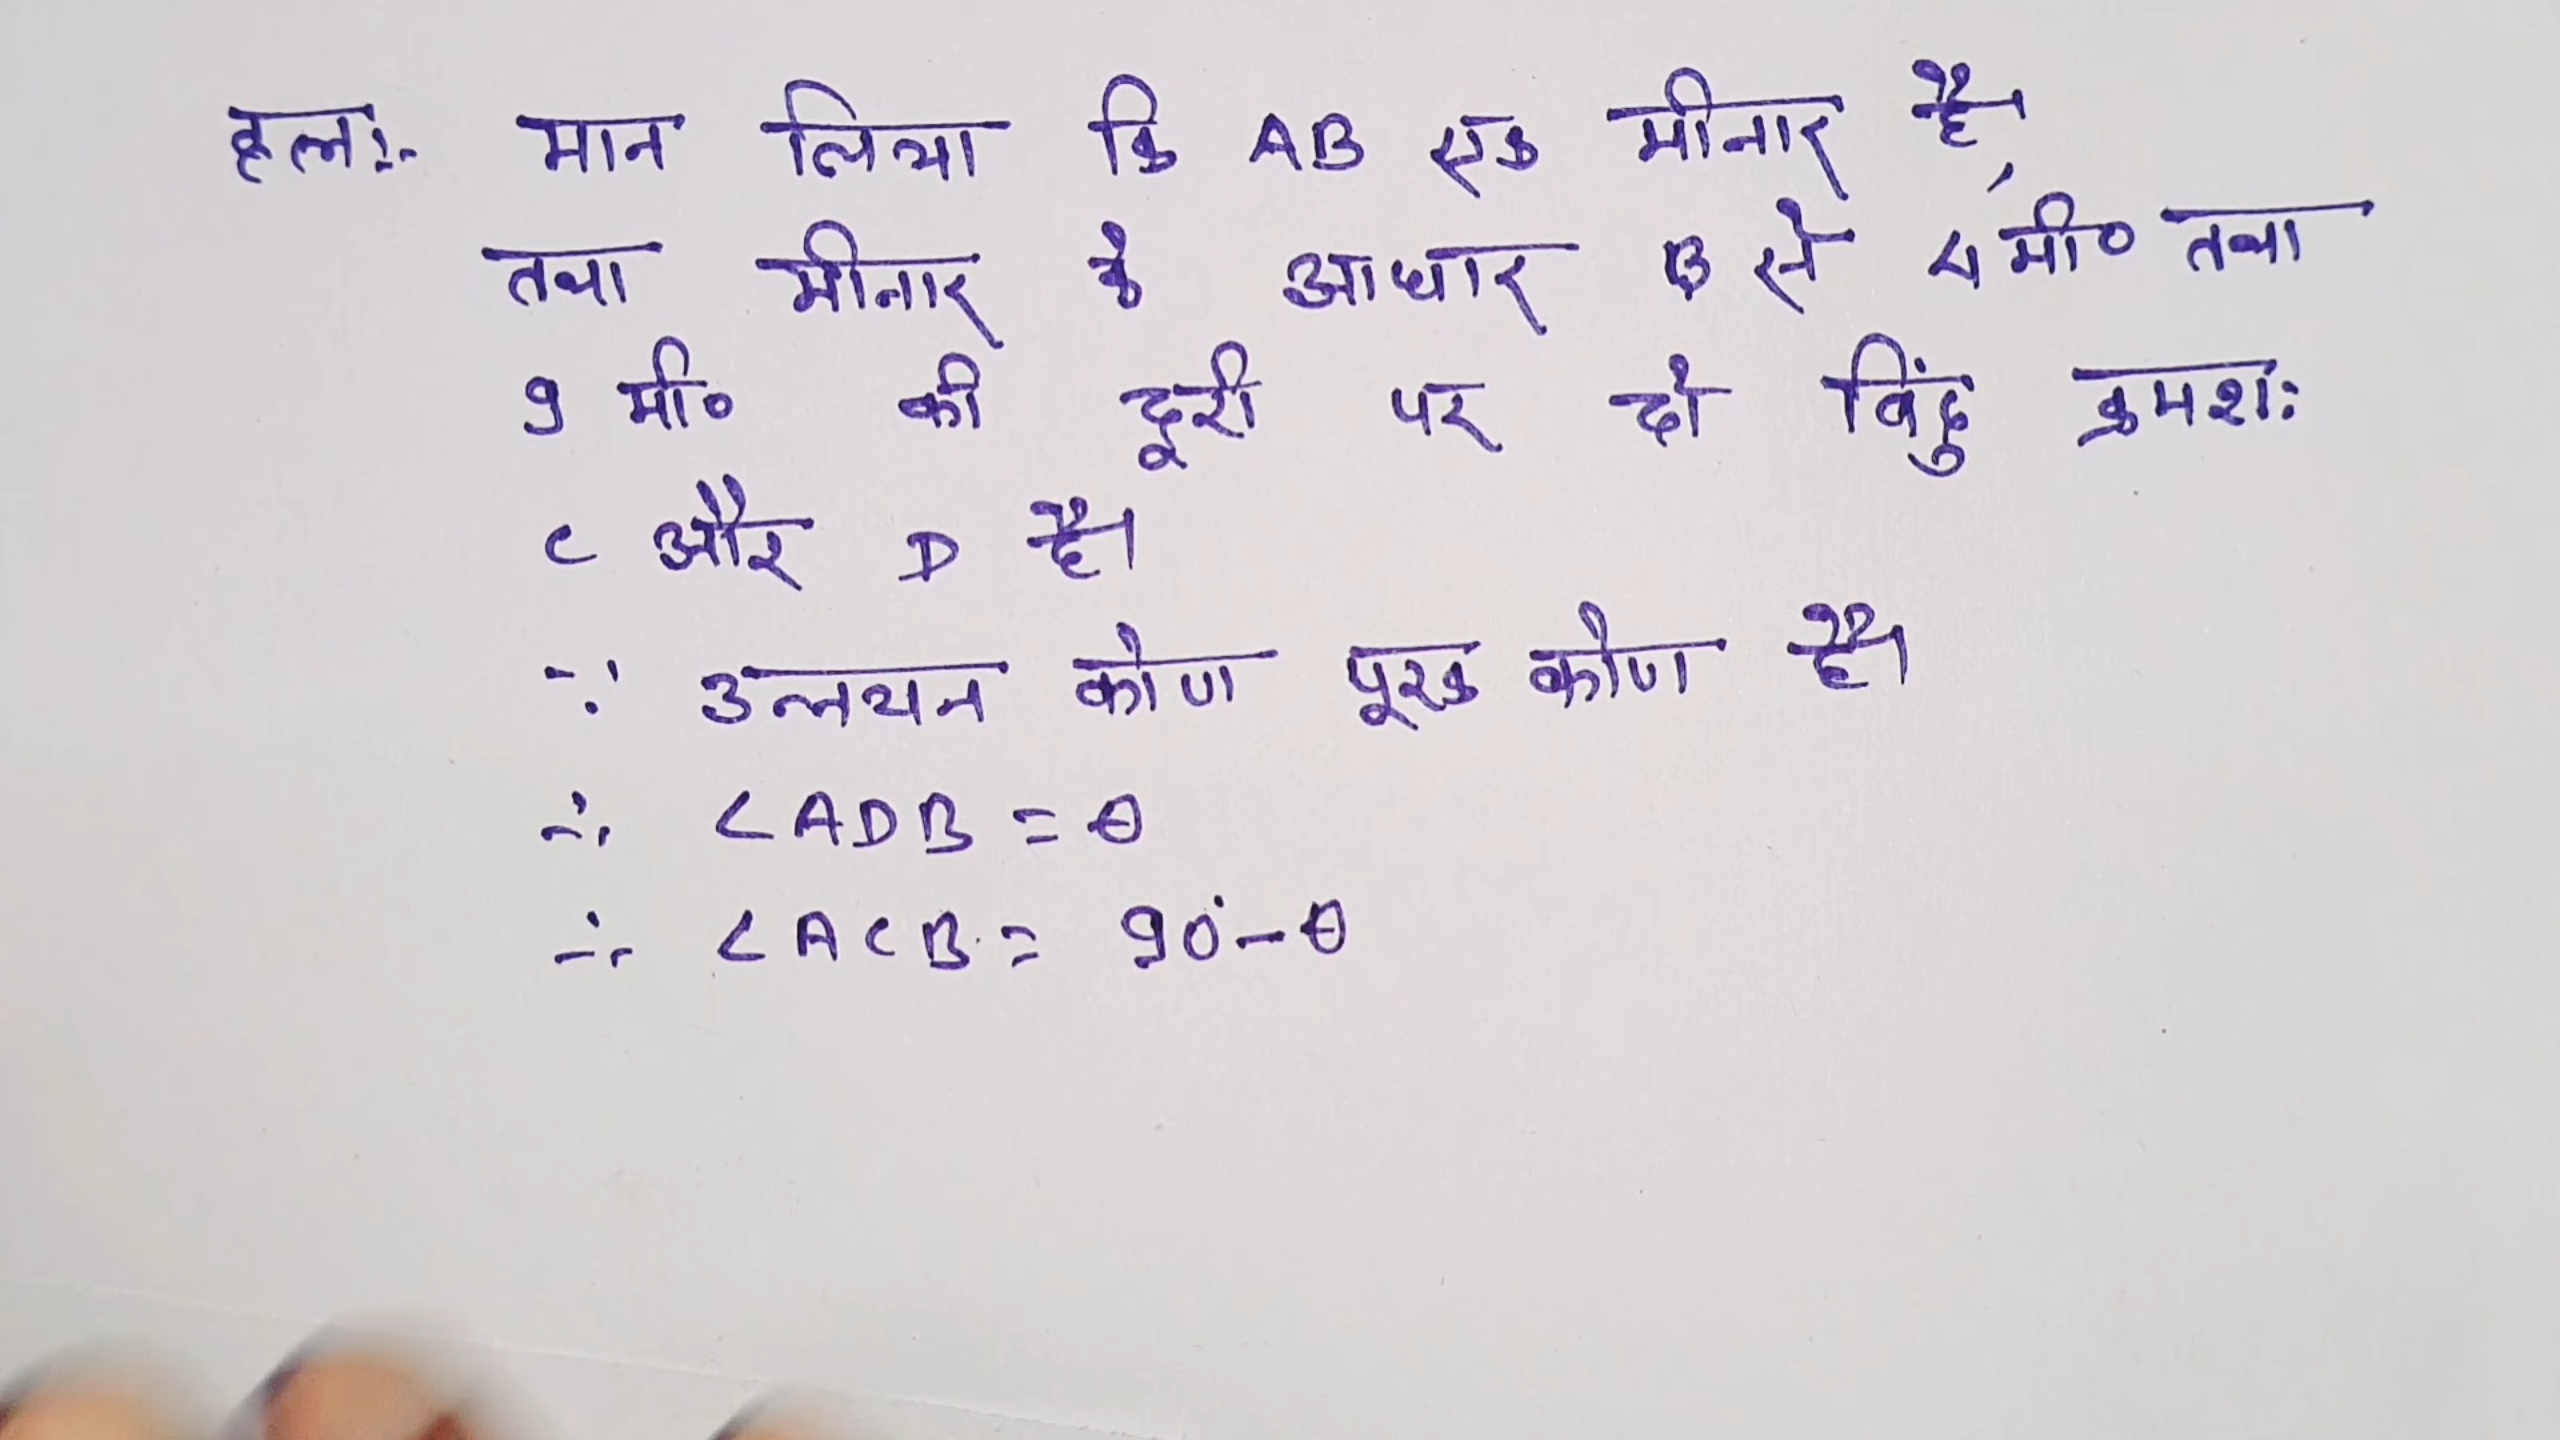 हल:- मान लिया कि AB एक मीनार है,
तथा मीनार के आधार B से 4 मी० तथा
9 मी० की दूरी पर दो बिंदु क्रमशः
C और D है।
∵ उन्नयन कोण पूरक कोण है।
∴ ∠ADB = θ
∴ ∠ACB = 90° - θ